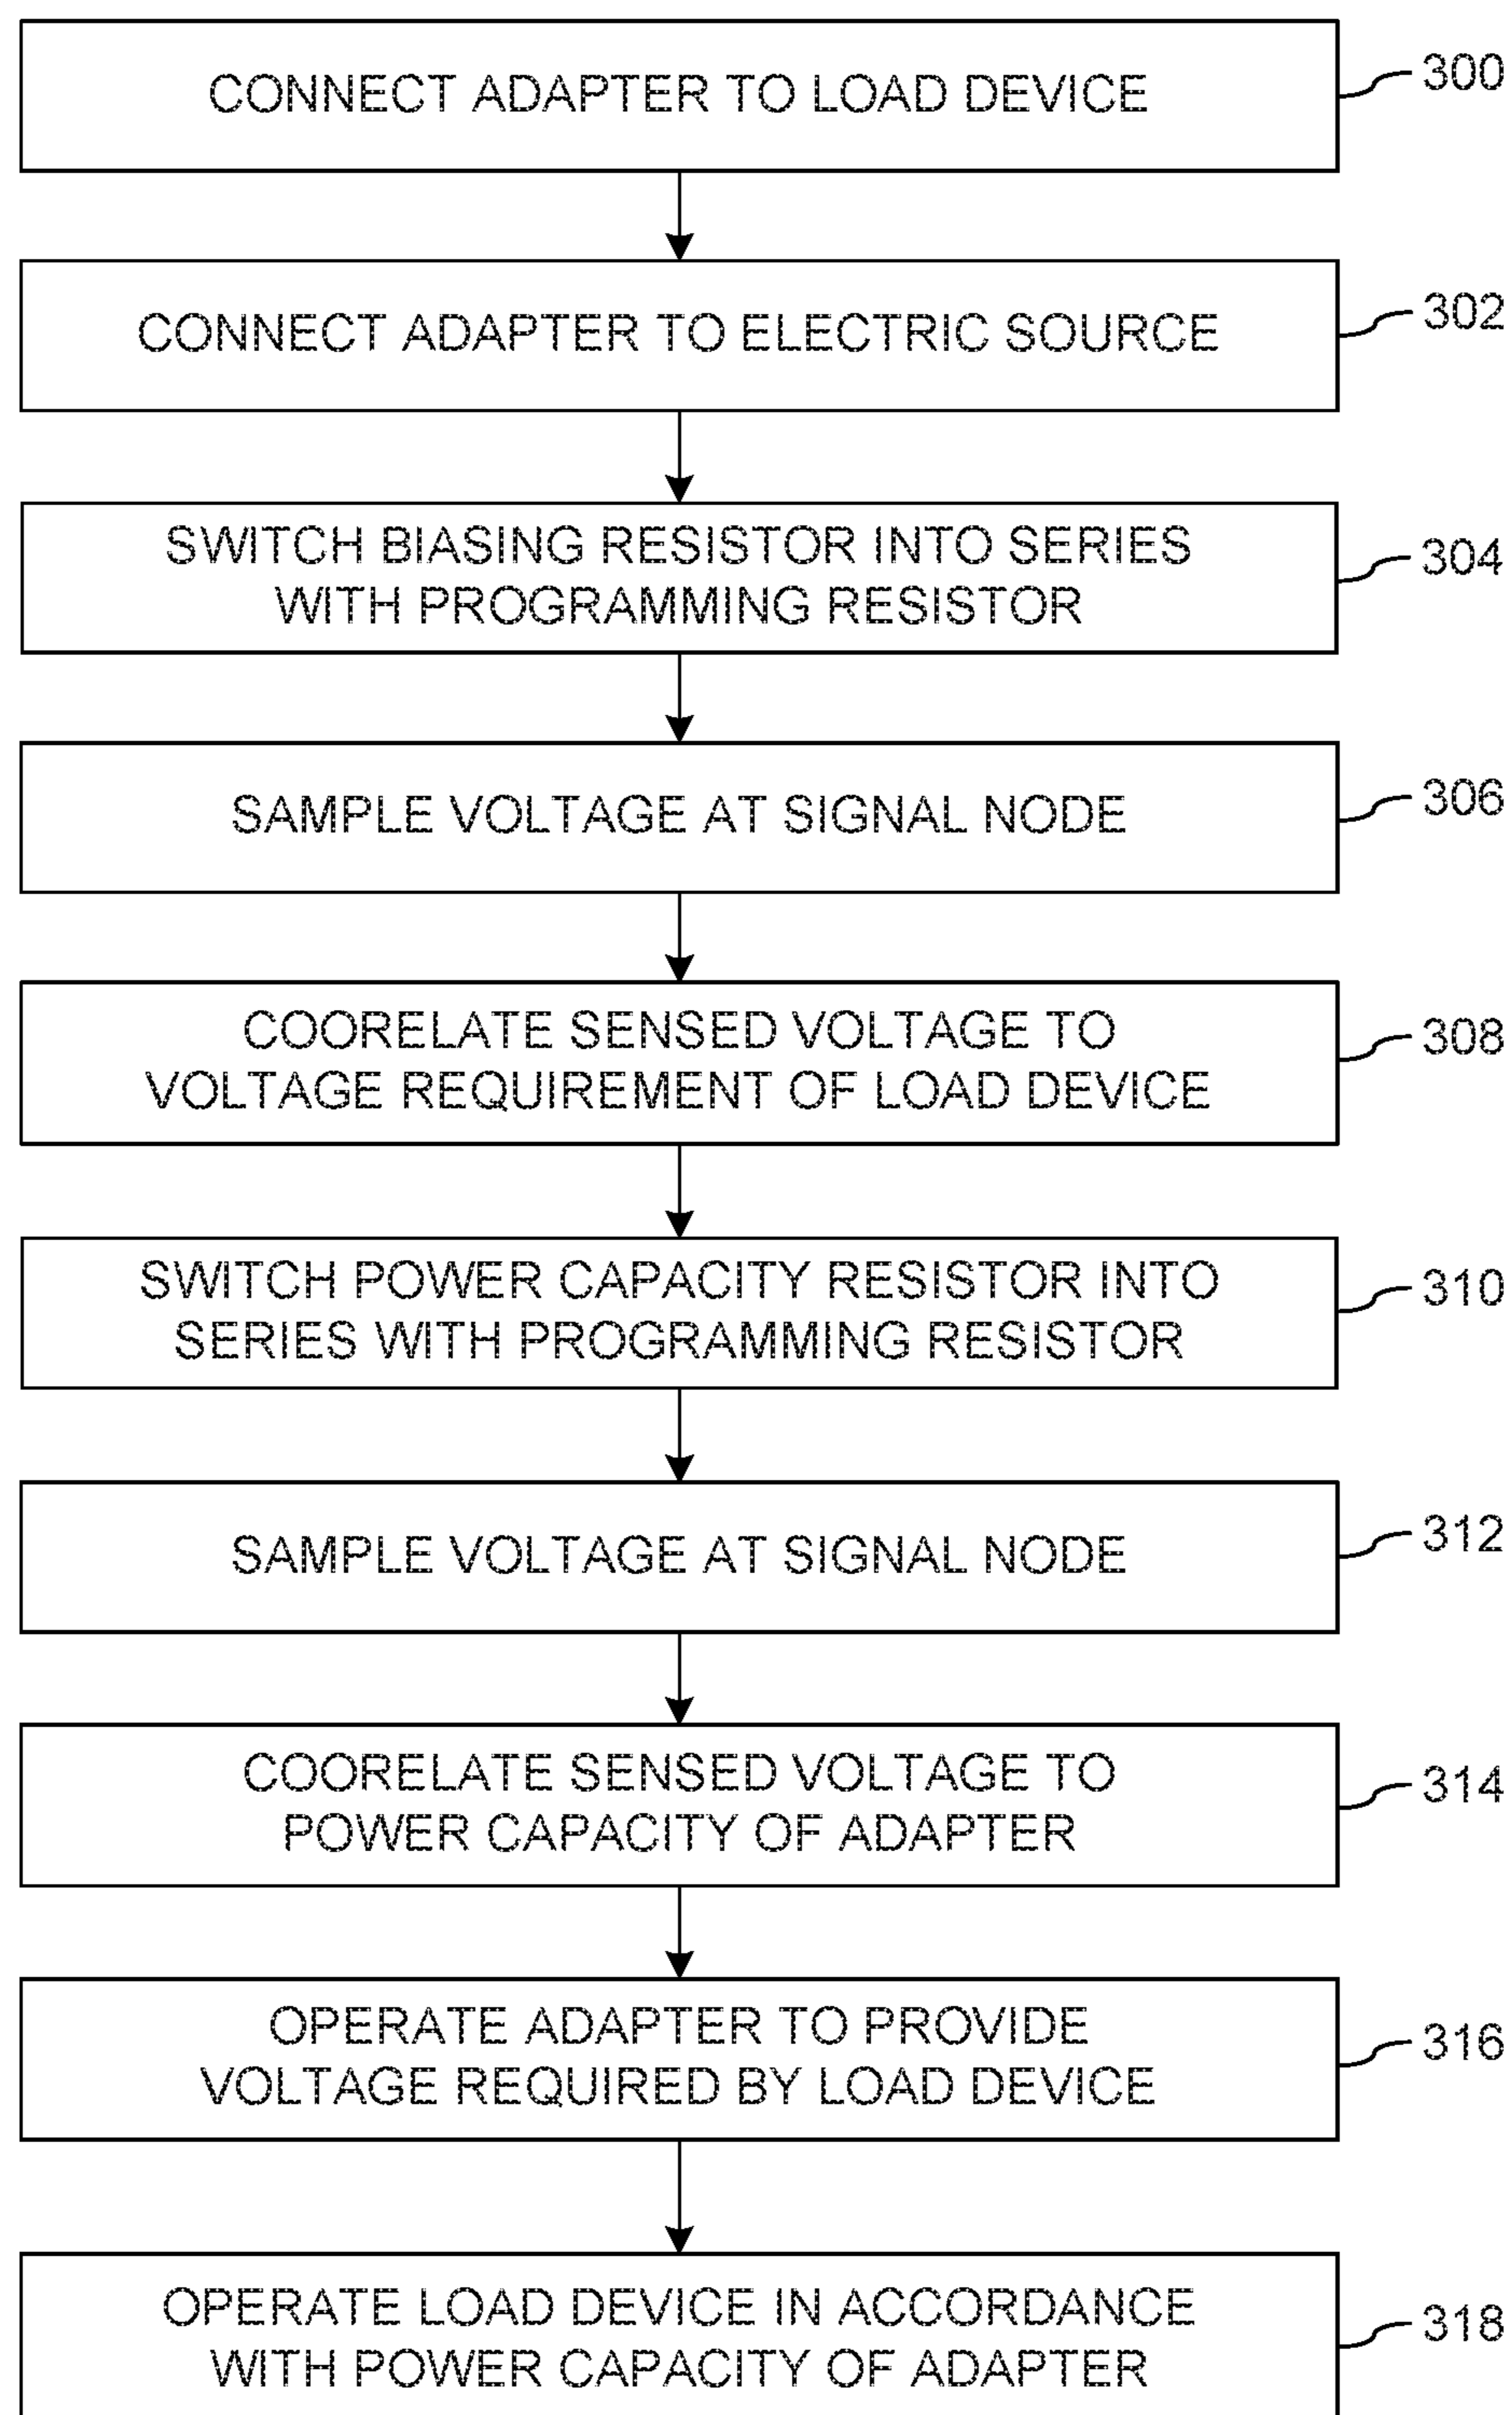 CONNECT ADAPTER TO LOAD DEVICE
300
CONNECT ADAPTER TO ELECTRIC SOURCE
302
SWITCH BIASING RESISTOR INTO SERIES
WITH PROGRAMMING RESISTOR
304
SAMPLE VOLTAGE AT SIGNAL NODE
306
COORELATE SENSED VOLTAGE TO
VOLTAGE REQUIREMENT OF LOAD DEVICE
308
SWITCH POWER CAPACITY RESISTOR INTO
SERIES WITH PROGRAMMING RESISTOR
310
SAMPLE VOLTAGE AT SIGNAL NODE
312
COORELATE SENSED VOLTAGE TO
POWER CAPACITY OF ADAPTER
314
OPERATE ADAPTER TO PROVIDE
VOLTAGE REQUIRED BY LOAD DEVICE
316
OPERATE LOAD DEVICE IN ACCORDANCE
WITH POWER CAPACITY OF ADAPTER
318